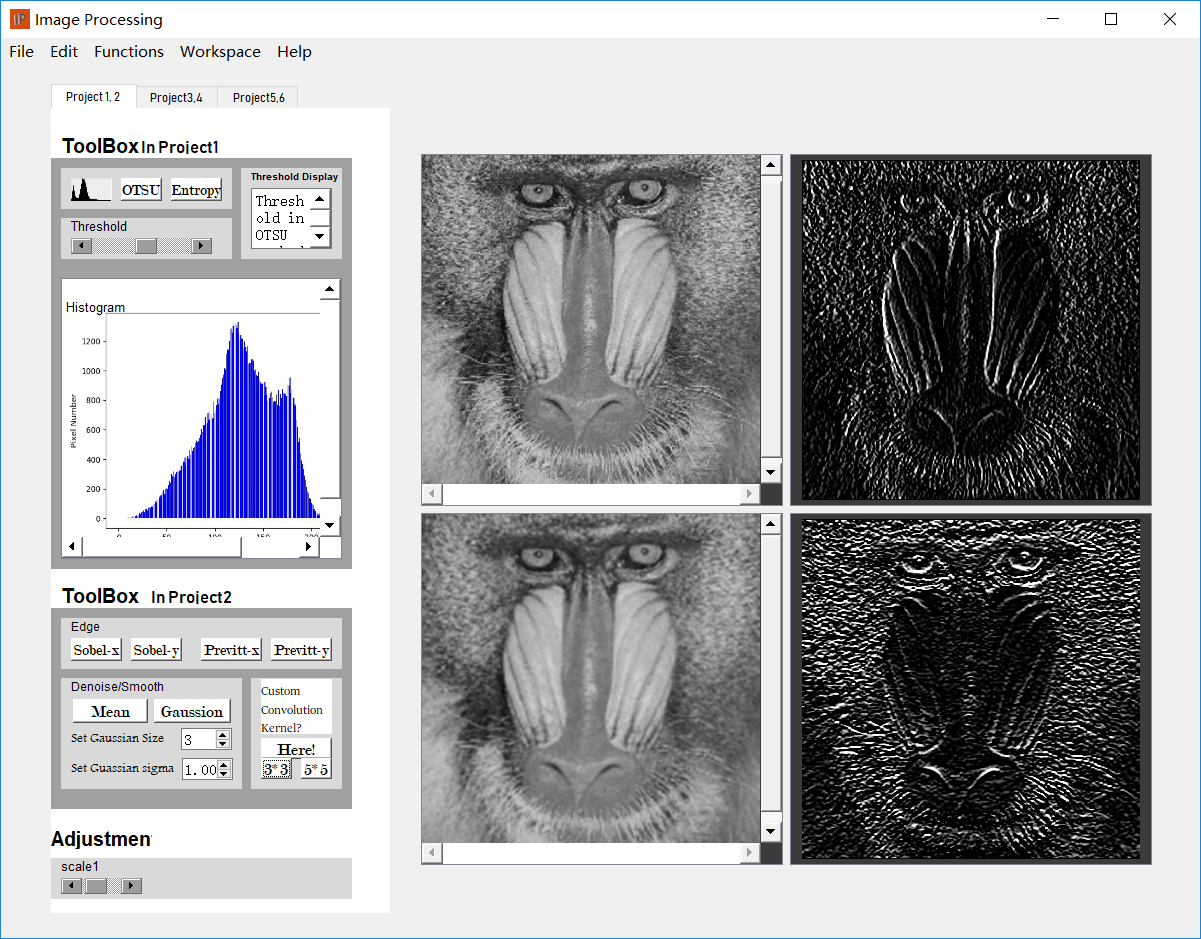 IP Image Processing
File Edit Functions Workspace Help
Project 1, 2 Project3,4 Project5,6
ToolBox In Project1
OTSU Entropy
Threshold Display
Thresh
old in
OTSU
Threshold
Histogram
1200
1000
800
600
400
200
0
Pixel Number
0 50 100 150 200
ToolBox In Project2
Edge
Sobel-x Sobel-y Previtt-x Previtt-y
Denoise/Smooth
Mean Gaussion
Set Gaussian Size 3
Set Guassian sigma 1.00
Custom
Convolution
Kernel?
Here!
3*3 5*5
Adjustmen
scale1